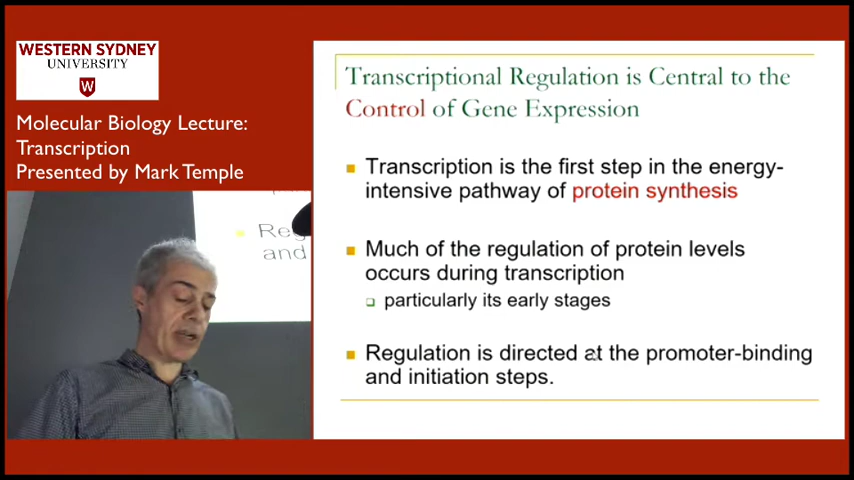 WESTERN SYDNEY
UNIVERSITY
W
Molecular Biology Lecture:
Transcription
Presented by Mark Temple
Reg
and
Transcriptional Regulation is Central to the
Control of Gene Expression
Transcription is the first step in the energy-
intensive pathway of protein synthesis
Much of the regulation of protein levels
occurs during transcription
particularly its early stages
Regulation is directed at the promoter-binding
and initiation steps.